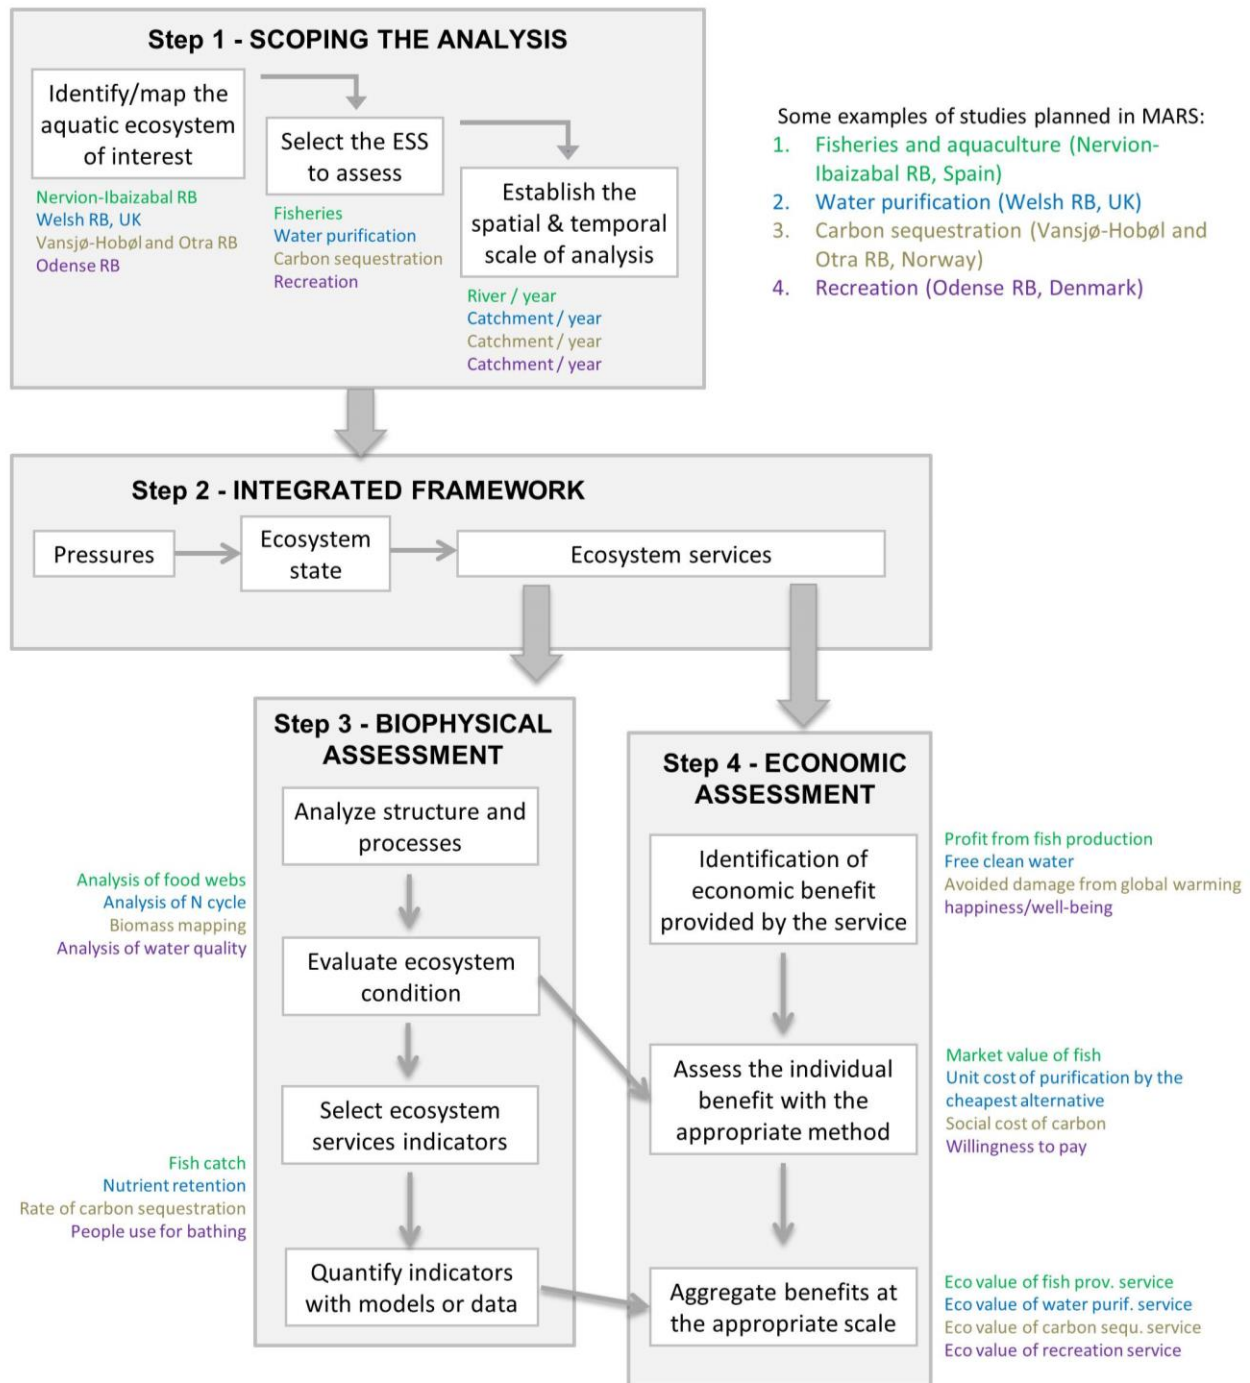 Step 1 - SCOPING THE ANALYSIS
Identify/map the
aquatic ecosystem
of interest
Nervion-Ibaizabal RB
Welsh RB, UK
Vansjø-Hobøl and Otra RB
Odense RB
Select the ESS
to assess
Fisheries
Water purification
Carbon sequestration
Recreation
Establish the
spatial & temporal
scale of analysis
River / year
Catchment / year
Catchment / year
Catchment / year
Some examples of studies planned in MARS:
1. Fisheries and aquaculture (Nervion-
Ibaizabal RB, Spain)
2. Water purification (Welsh RB, UK)
3. Carbon sequestration (Vansjø-Hobøl and
Otra RB, Norway)
4. Recreation (Odense RB, Denmark)
Step 2 - INTEGRATED FRAMEWORK
Pressures
Ecosystem
state
Ecosystem services
Step 3 - BIOPHYSICAL
ASSESSMENT
Analyze structure and
processes
Analysis of food webs
Analysis of N cycle
Biomass mapping
Analysis of water quality
Evaluate ecosystem
condition
Select ecosystem
services indicators
Fish catch
Nutrient retention
Rate of carbon sequestration
People use for bathing
Quantify indicators
with models or data
Step 4 - ECONOMIC
ASSESSMENT
Identification of
economic benefit
provided by the service
Profit from fish production
Free clean water
Avoided damage from global warming
happiness/well-being
Assess the individual
benefit with the
appropriate method
Market value of fish
Unit cost of purification by the
cheapest alternative
Social cost of carbon
Willingness to pay
Aggregate benefits at
the appropriate scale
Eco value of fish prov. service
Eco value of water purif. service
Eco value of carbon sequ. service
Eco value of recreation service